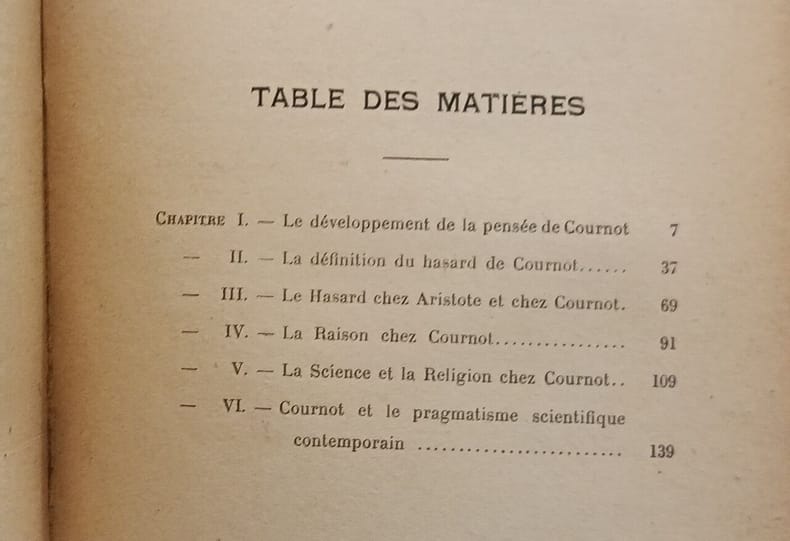 TABLE DES MATIÈRES
CHAPITRE I. — Le développement de la pensée de Cournot 7
— II. — La définition du hasard de Cournot...... 37
— III. — Le Hasard chez Aristote et chez Cournot. 69
— IV. — La Raison chez Cournot................ 91
— V. — La Science et la Religion chez Cournot.. 109
— VI. — Cournot et le pragmatisme scientifique
contemporain ......................... 139